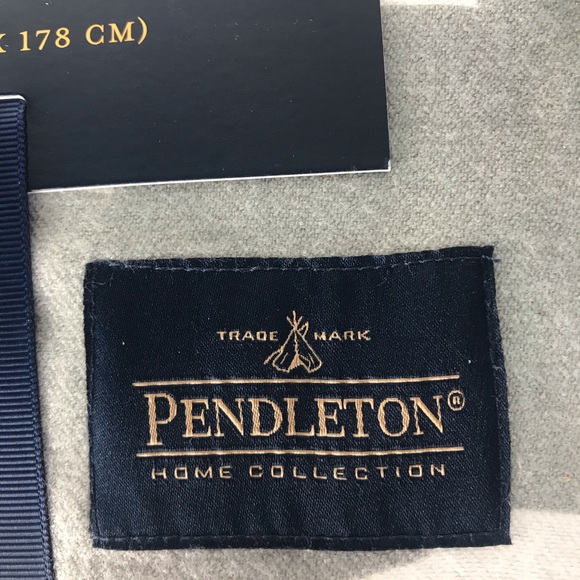 X 178 CM)
TRADE MARK
PENDLETON®
HOME COLLECTION